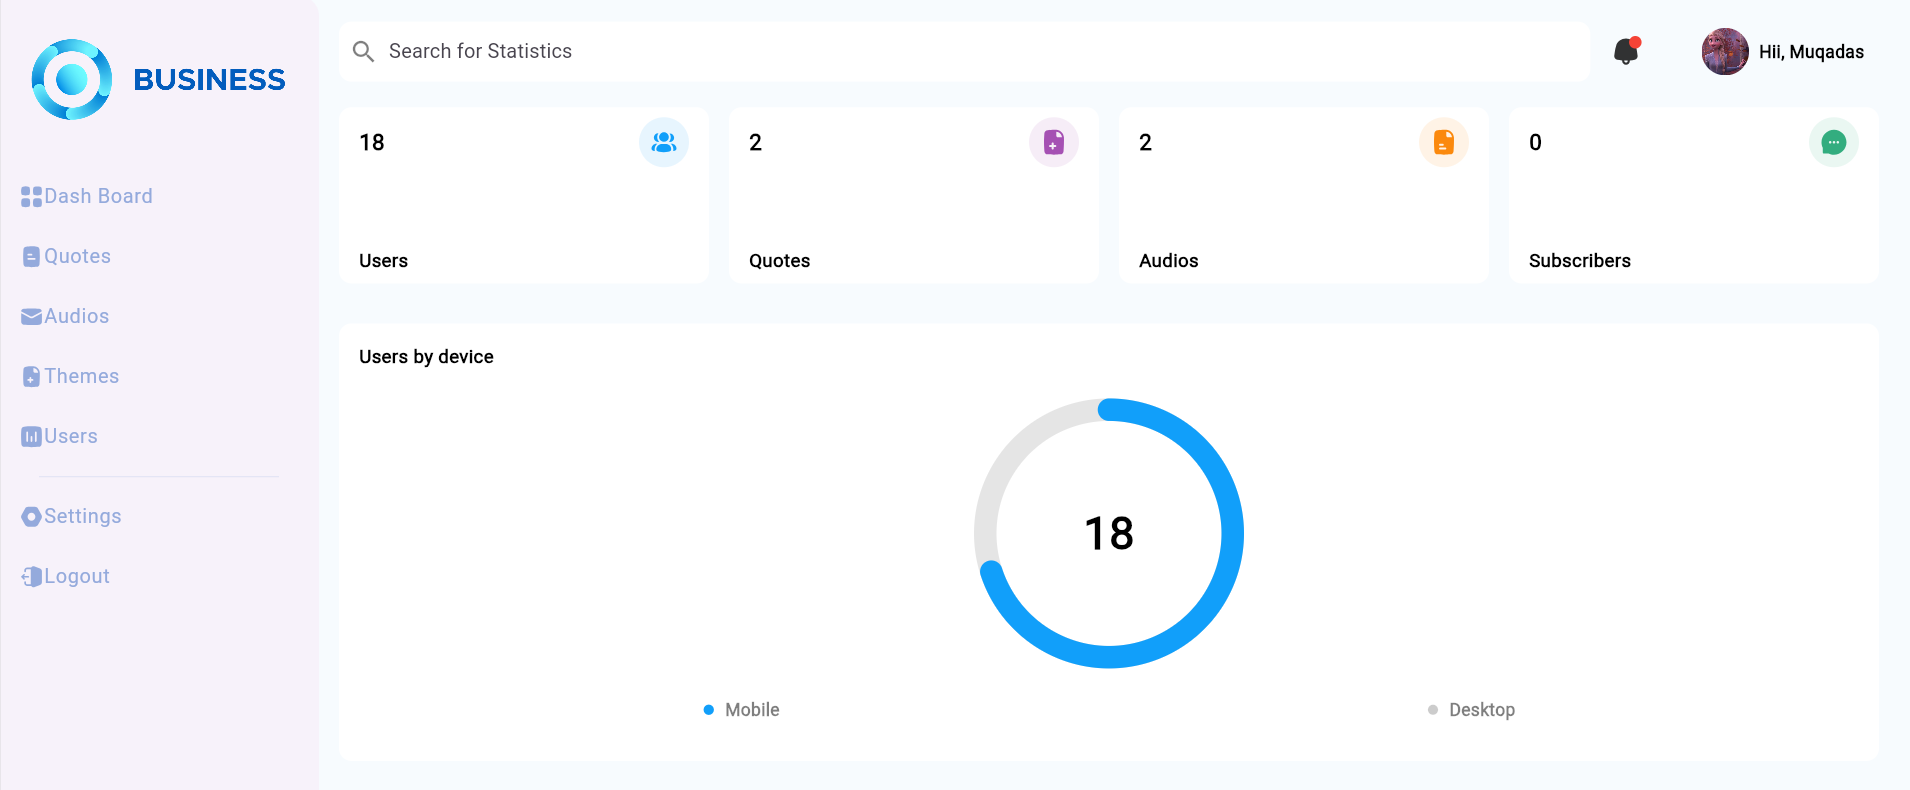 BUSINESS
Dash Board
Quotes
Audios
Themes
Users
Settings
Logout
Search for Statistics
Hii, Muqadas
18
Users
2
Quotes
2
Audios
0
Subscribers
Users by device
18
Mobile
Desktop